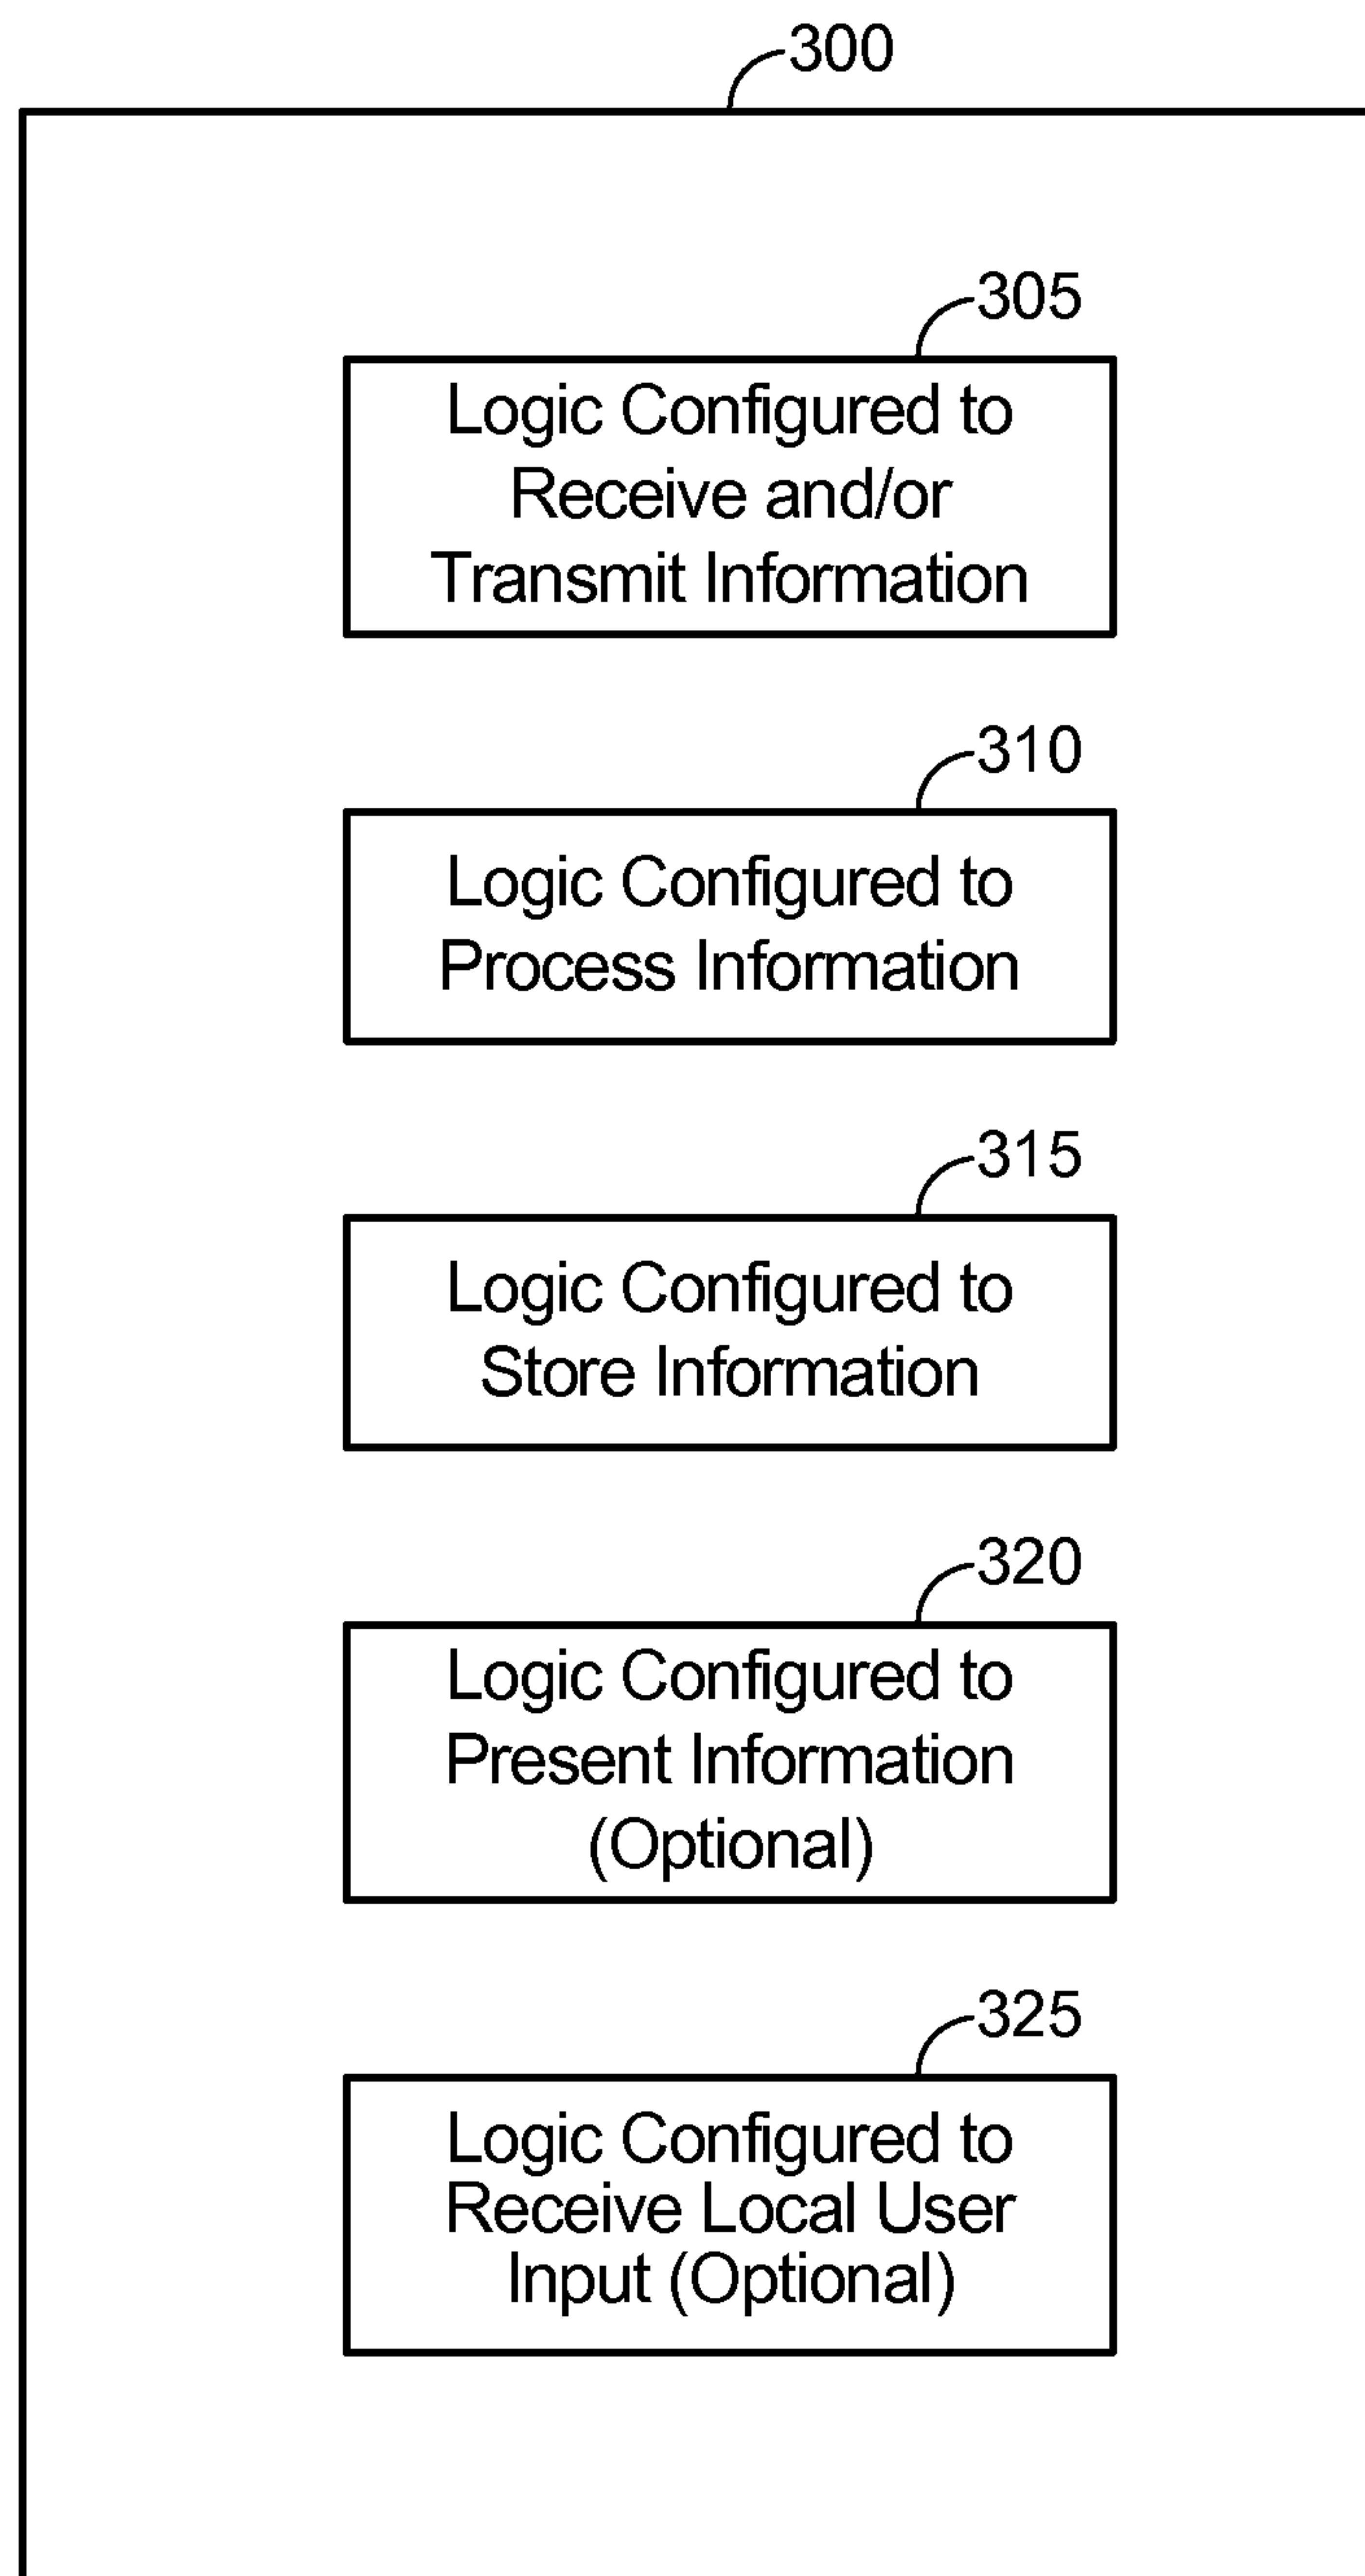 300
305
Logic Configured to
Receive and/or
Transmit Information
310
Logic Configured to
Process Information
315
Logic Configured to
Store Information
320
Logic Configured to
Present Information
(Optional)
325
Logic Configured to
Receive Local User
Input (Optional)